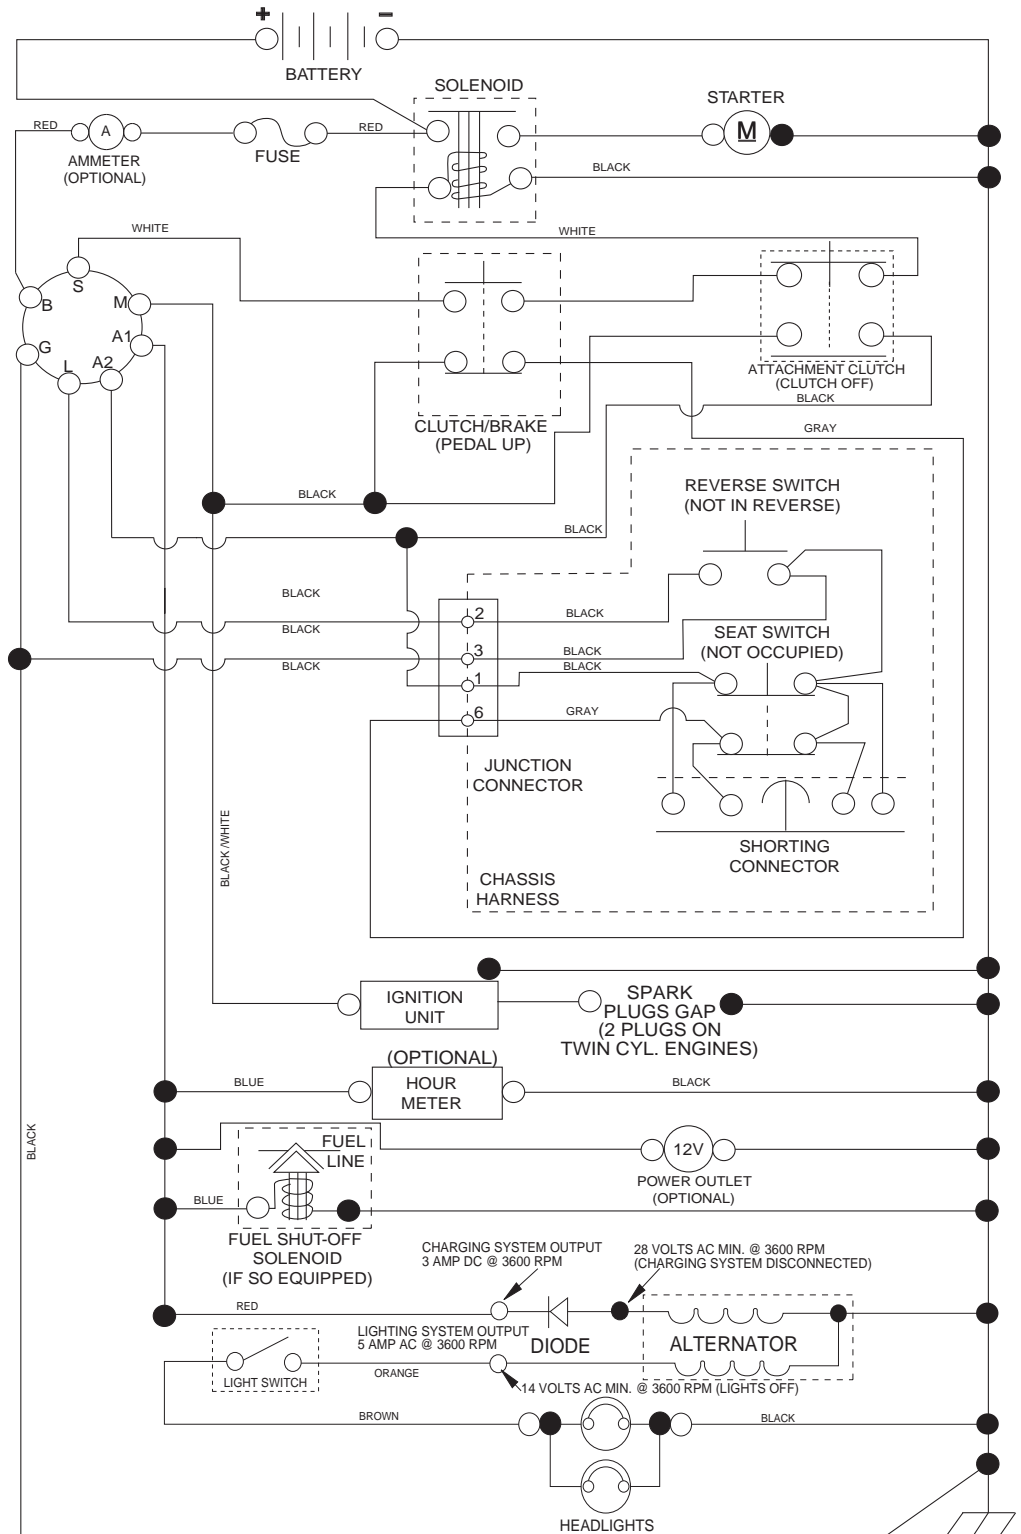 + −
BATTERY
SOLENOID
STARTER
RED
A
RED
M
AMMETER
(OPTIONAL)
FUSE
BLACK
WHITE
WHITE
S
B
M
A1
G
A2
L
ATTACHMENT CLUTCH
(CLUTCH OFF)
BLACK
CLUTCH/BRAKE
(PEDAL UP)
GRAY
REVERSE SWITCH
(NOT IN REVERSE)
BLACK
BLACK
BLACK
2
BLACK
BLACK
SEAT SWITCH
(NOT OCCUPIED)
3
BLACK
BLACK
BLACK
1
6
GRAY
JUNCTION
CONNECTOR
BLACK /WHITE
SHORTING
CONNECTOR
CHASSIS
HARNESS
IGNITION
UNIT
SPARK
PLUGS GAP
(2 PLUGS ON
TWIN CYL. ENGINES)
(OPTIONAL)
BLUE
HOUR
METER
BLACK
BLACK
FUEL
LINE
12V
POWER OUTLET
(OPTIONAL)
BLUE
FUEL SHUT-OFF
SOLENOID
(IF SO EQUIPPED)
CHARGING SYSTEM OUTPUT
3 AMP DC @ 3600 RPM
28 VOLTS AC MIN. @ 3600 RPM
(CHARGING SYSTEM DISCONNECTED)
RED
LIGHTING SYSTEM OUTPUT
5 AMP AC @ 3600 RPM
DIODE
ALTERNATOR
LIGHT SWITCH
ORANGE
14 VOLTS AC MIN. @ 3600 RPM (LIGHTS OFF)
BROWN
BLACK
HEADLIGHTS